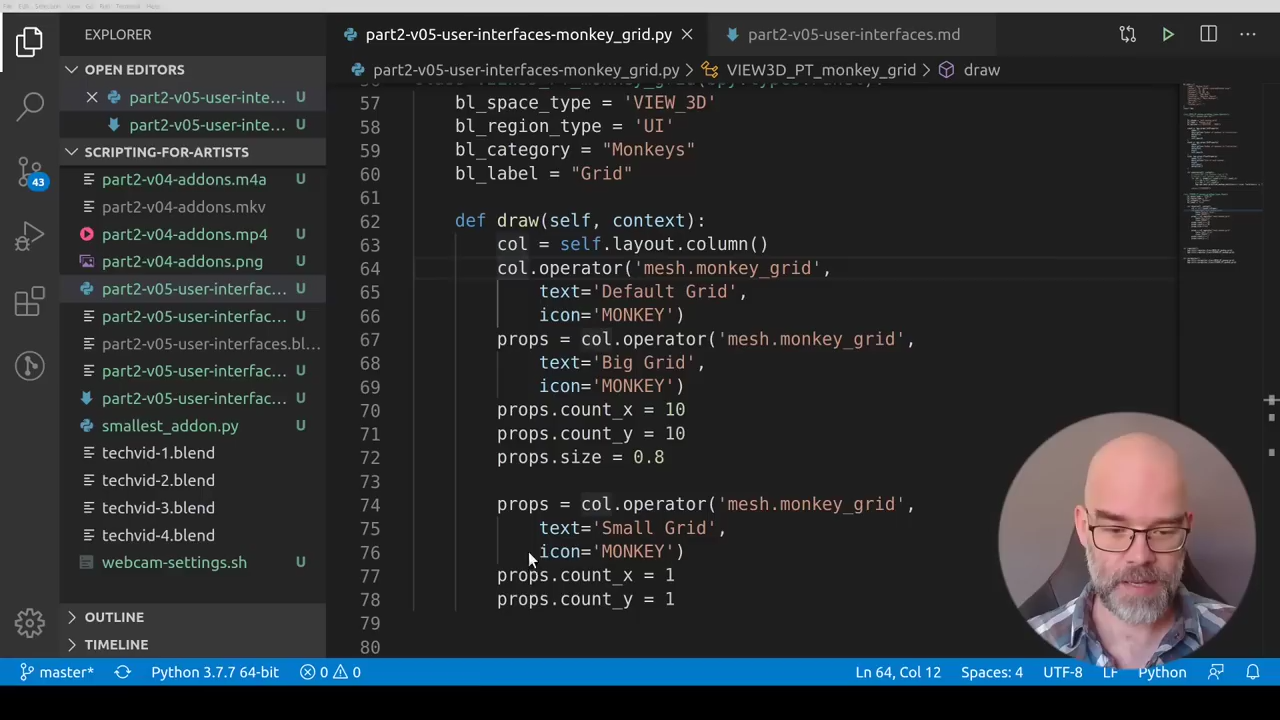 EXPLORER
part2-v05-user-interfaces-monkey_grid.py
part2-v05-user-interfaces.md
OPEN EDITORS
part2-v05-user-inte...
part2-v05-user-inte...
SCRIPTING-FOR-ARTISTS
part2-v04-addons.m4a U
part2-v04-addons.mkv
part2-v04-addons.mp4 U
part2-v04-addons.png U
part2-v05-user-interfac... U
part2-v05-user-interfac... U
part2-v05-user-interfaces.bl...
part2-v05-user-interfac... U
part2-v05-user-interfac... U
smallest_addon.py U
techvid-1.blend
techvid-2.blend
techvid-3.blend
techvid-4.blend
webcam-settings.sh U
OUTLINE
TIMELINE
43
part2-v05-user-interfaces-monkey_grid.py > VIEW3D_PT_monkey_grid > draw
57 bl_space_type = 'VIEW_3D'
58 bl_region_type = 'UI'
59 bl_category = "Monkeys"
60 bl_label = "Grid"
61
62 def draw(self, context):
63 col = self.layout.column()
64 col.operator('mesh.monkey_grid',
65 text='Default Grid',
66 icon='MONKEY')
67 props = col.operator('mesh.monkey_grid',
68 text='Big Grid',
69 icon='MONKEY')
70 props.count_x = 10
71 props.count_y = 10
72 props.size = 0.8
73
74 props = col.operator('mesh.monkey_grid',
75 text='Small Grid',
76 icon='MONKEY')
77 props.count_x = 1
78 props.count_y = 1
79
80
master* Python 3.7.7 64-bit 0 0 Ln 64, Col 12 Spaces: 4 UTF-8 LF Python